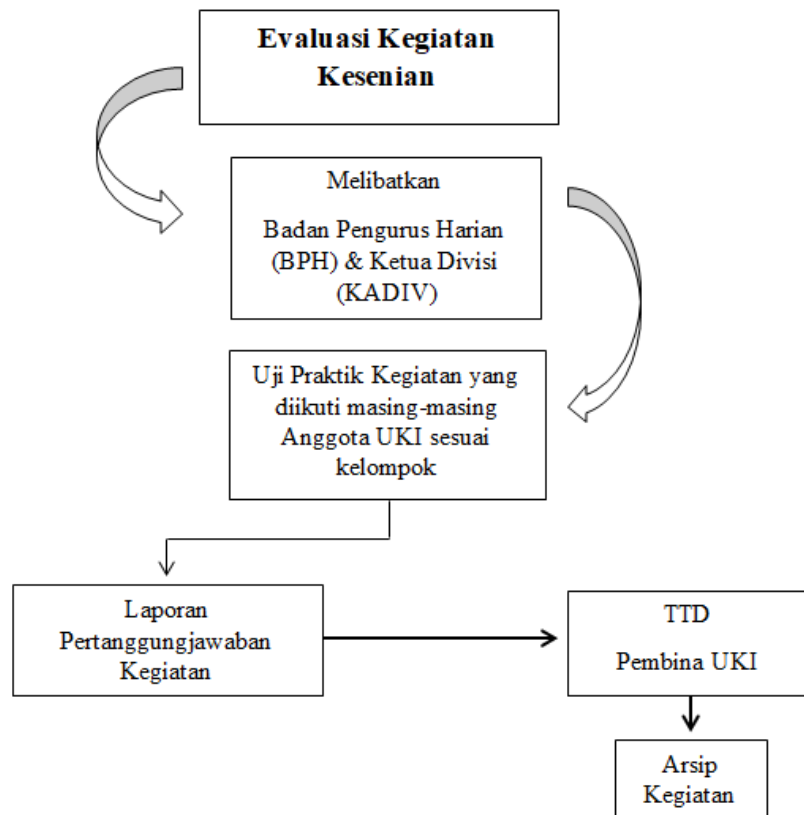 Evaluasi Kegiatan
Kesenian
Melibatkan
Badan Pengurus Harian
(BPH) & Ketua Divisi
(KADIV)
Uji Praktik Kegiatan yang
diikuti masing-masing
Anggota UKI sesuai
kelompok
Laporan
Pertanggungjawaban
Kegiatan
TTD
Pembina UKI
Arsip
Kegiatan